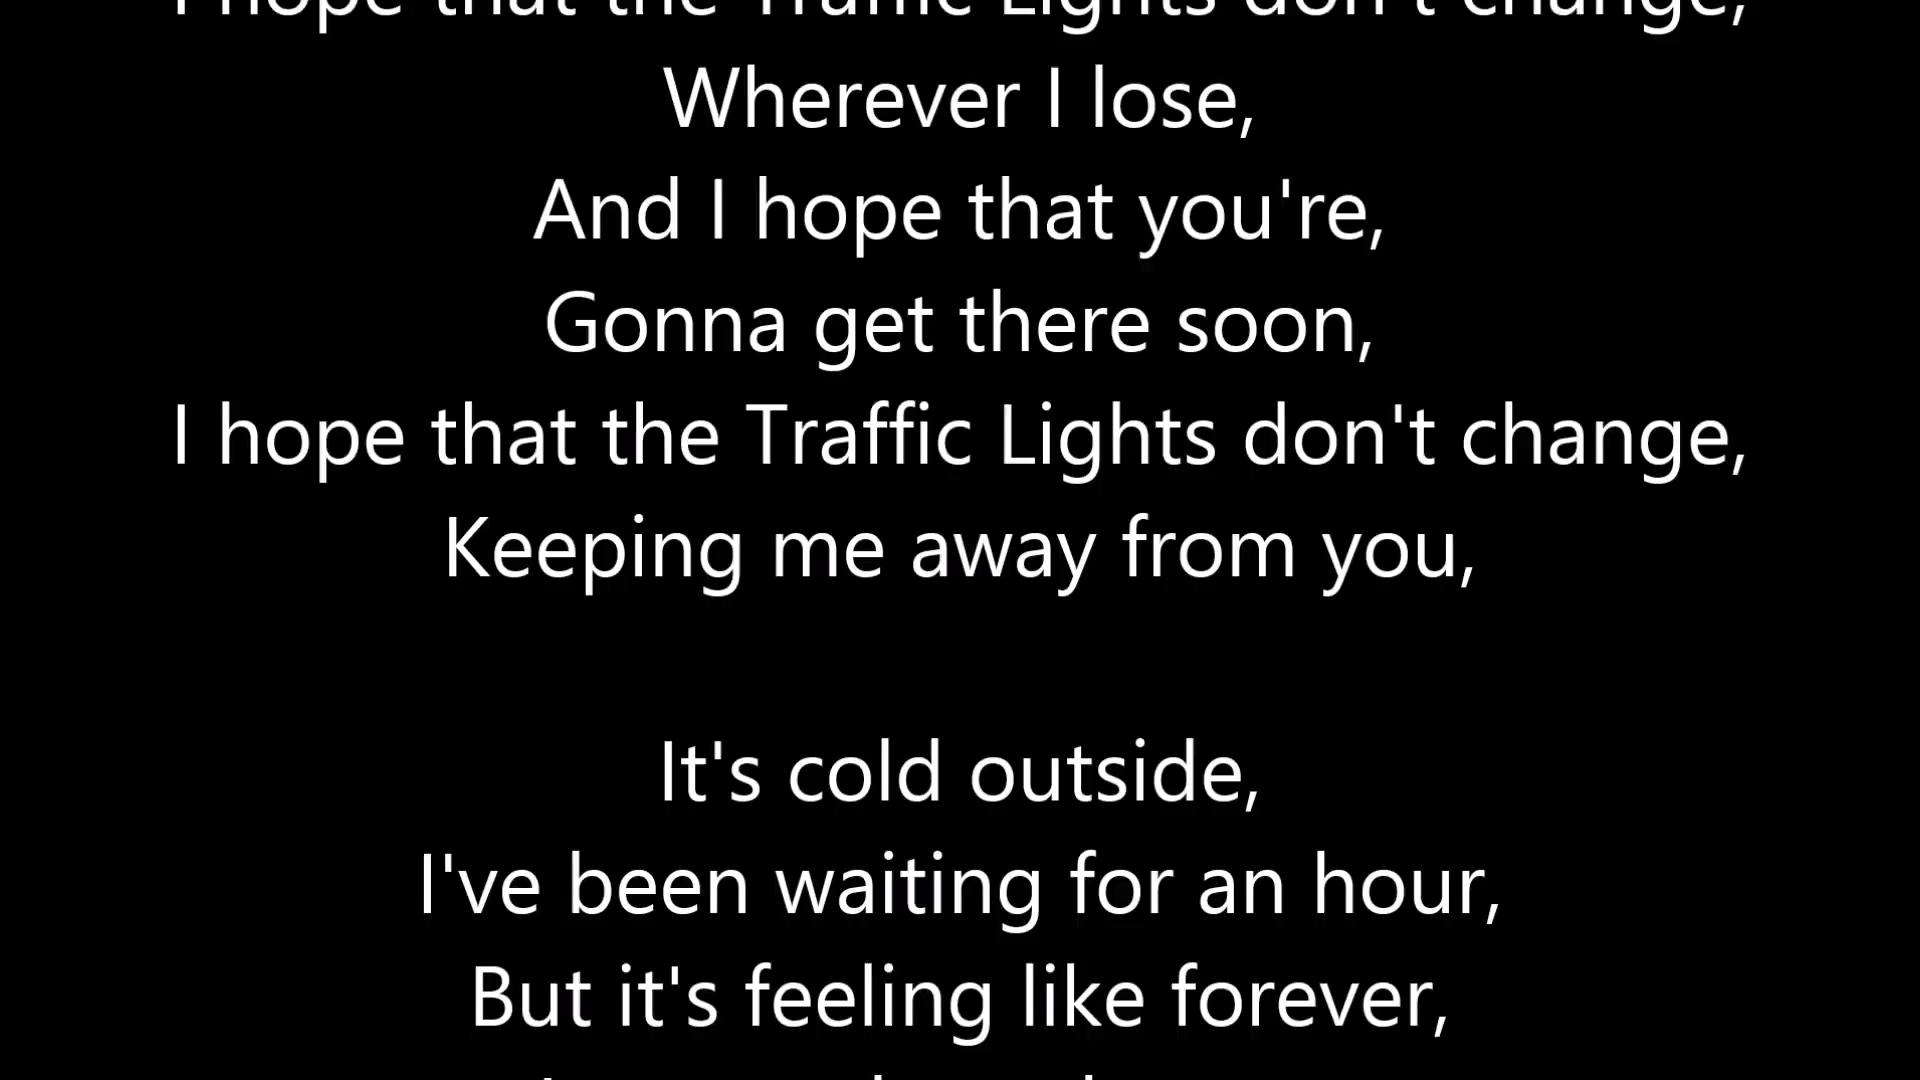 I hope that the Traffic Lights don't change,
Wherever I lose,
And I hope that you're,
Gonna get there soon,
I hope that the Traffic Lights don't change,
Keeping me away from you,
It's cold outside,
I've been waiting for an hour,
But it's feeling like forever,